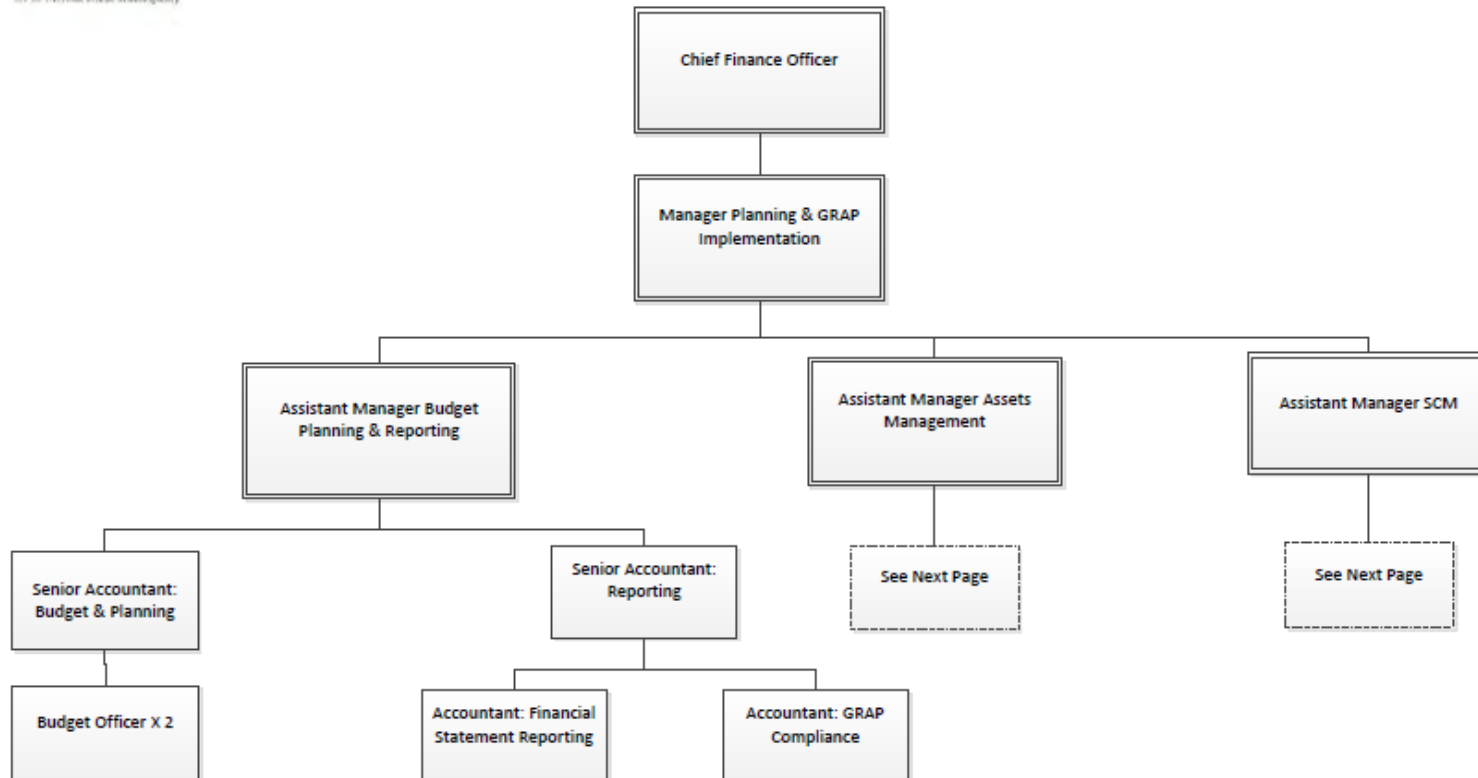 Chief Finance Officer
Manager Planning & GRAP
Implementation
Assistant Manager Budget
Planning & Reporting
Assistant Manager Assets
Management
Assistant Manager SCM
Senior Accountant:
Budget & Planning
Senior Accountant:
Reporting
See Next Page
See Next Page
Budget Officer X 2
Accountant: Financial
Statement Reporting
Accountant: GRAP
Compliance